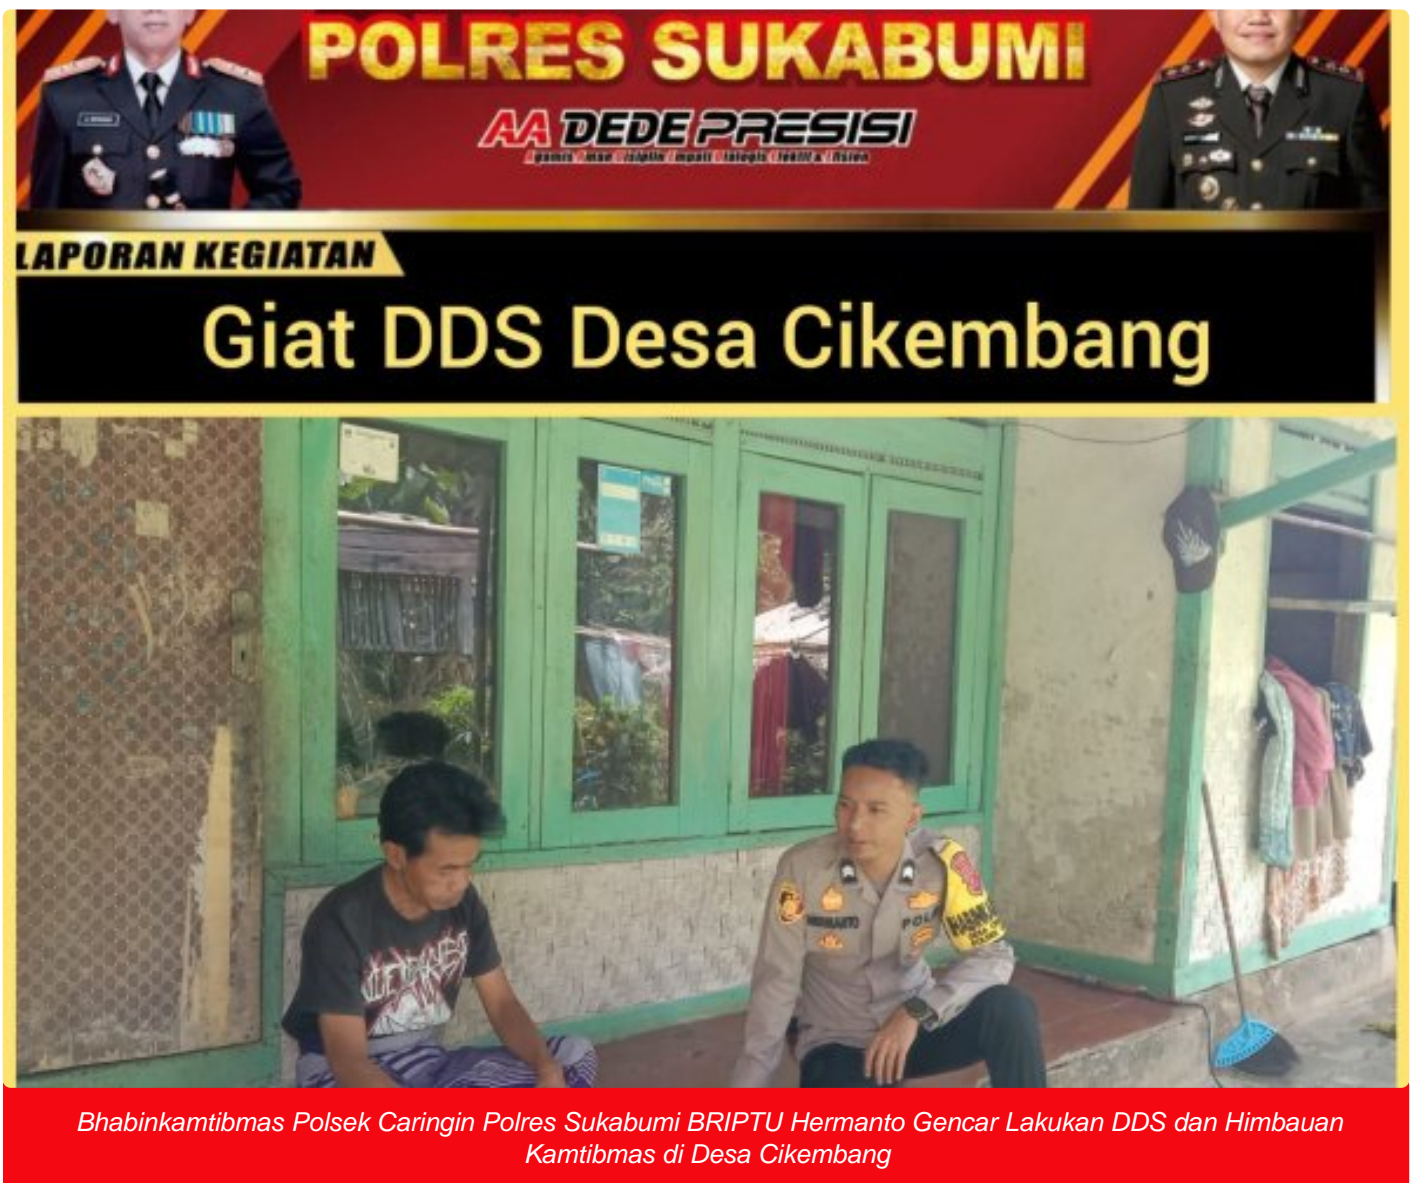 POLRES SUKABUMI
AA DEDE PRESISI
LAPORAN KEGIATAN
Giat DDS Desa Cikembang
HERMANTO
Bhabinkamtibmas Polsek Caringin Polres Sukabumi BRIPTU Hermanto Gencar Lakukan DDS dan Himbauan
Kamtibmas di Desa Cikembang